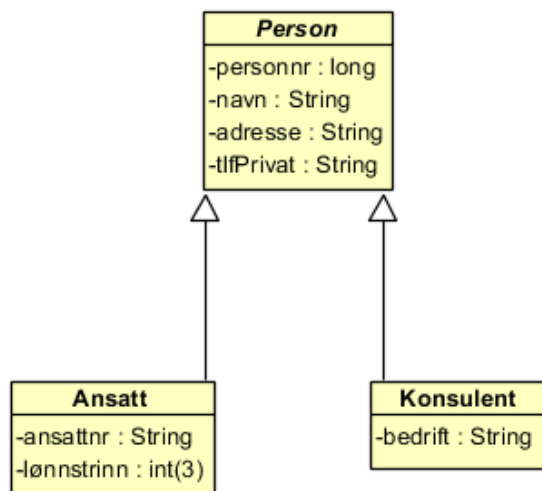 Person
-personnr : long
-navn : String
-adresse : String
-tlfPrivat : String
Ansatt
-ansattnr : String
-lønnstrinn : int(3)
Konsulent
-bedrift : String